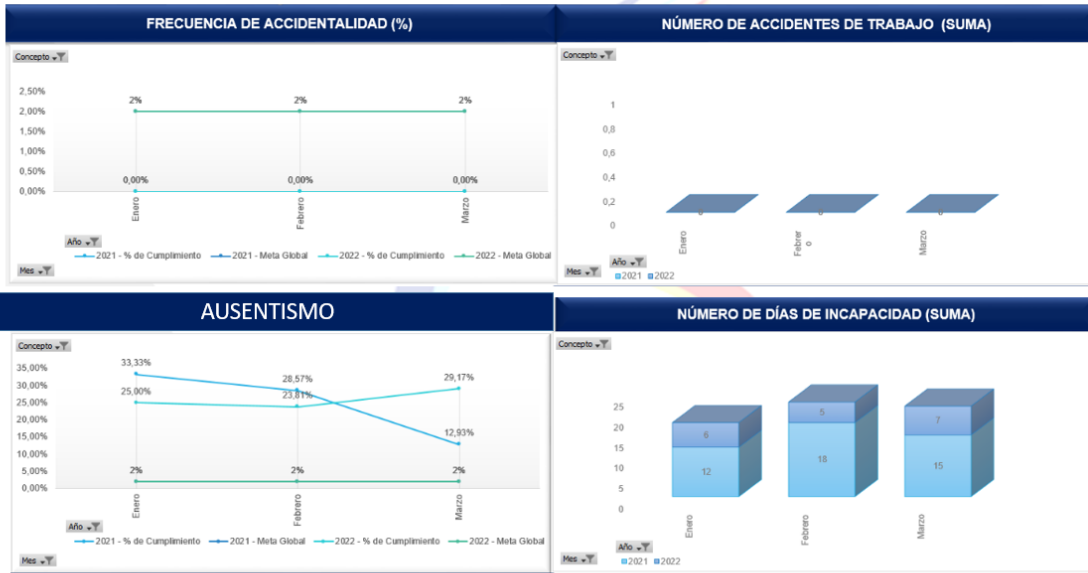 FRECUENCIA DE ACCIDENTALIDAD (%)
Concepto
2,50%
2,00%
1,50%
1,00%
0,50%
0,00%
2%
2%
2%
0,00%
0,00%
0,00%
Enero
Febrero
Marzo
Año
2021 - % de Cumplimiento
2021 - Meta Global
2022 - % de Cumplimiento
2022 - Meta Global
Mes
NÚMERO DE ACCIDENTES DE TRABAJO (SUMA)
Concepto
1
0,8
0,6
0,4
0,2
0
0
0
0
Enero
Febrer
o
Marzo
Año
Mes
2021
2022
AUSENTISMO
Concepto
35,00%
30,00%
25,00%
20,00%
15,00%
10,00%
5,00%
0,00%
33,33%
28,57%
29,17%
25,00%
23,81%
12,93%
2%
2%
2%
Enero
Febrero
Marzo
Año
2021 - % de Cumplimiento
2021 - Meta Global
2022 - % de Cumplimiento
2022 - Meta Global
Mes
NÚMERO DE DÍAS DE INCAPACIDAD (SUMA)
Concepto
25
20
15
10
5
0
6
5
7
12
18
15
Enero
Febrero
Marzo
Año
Mes
2021
2022